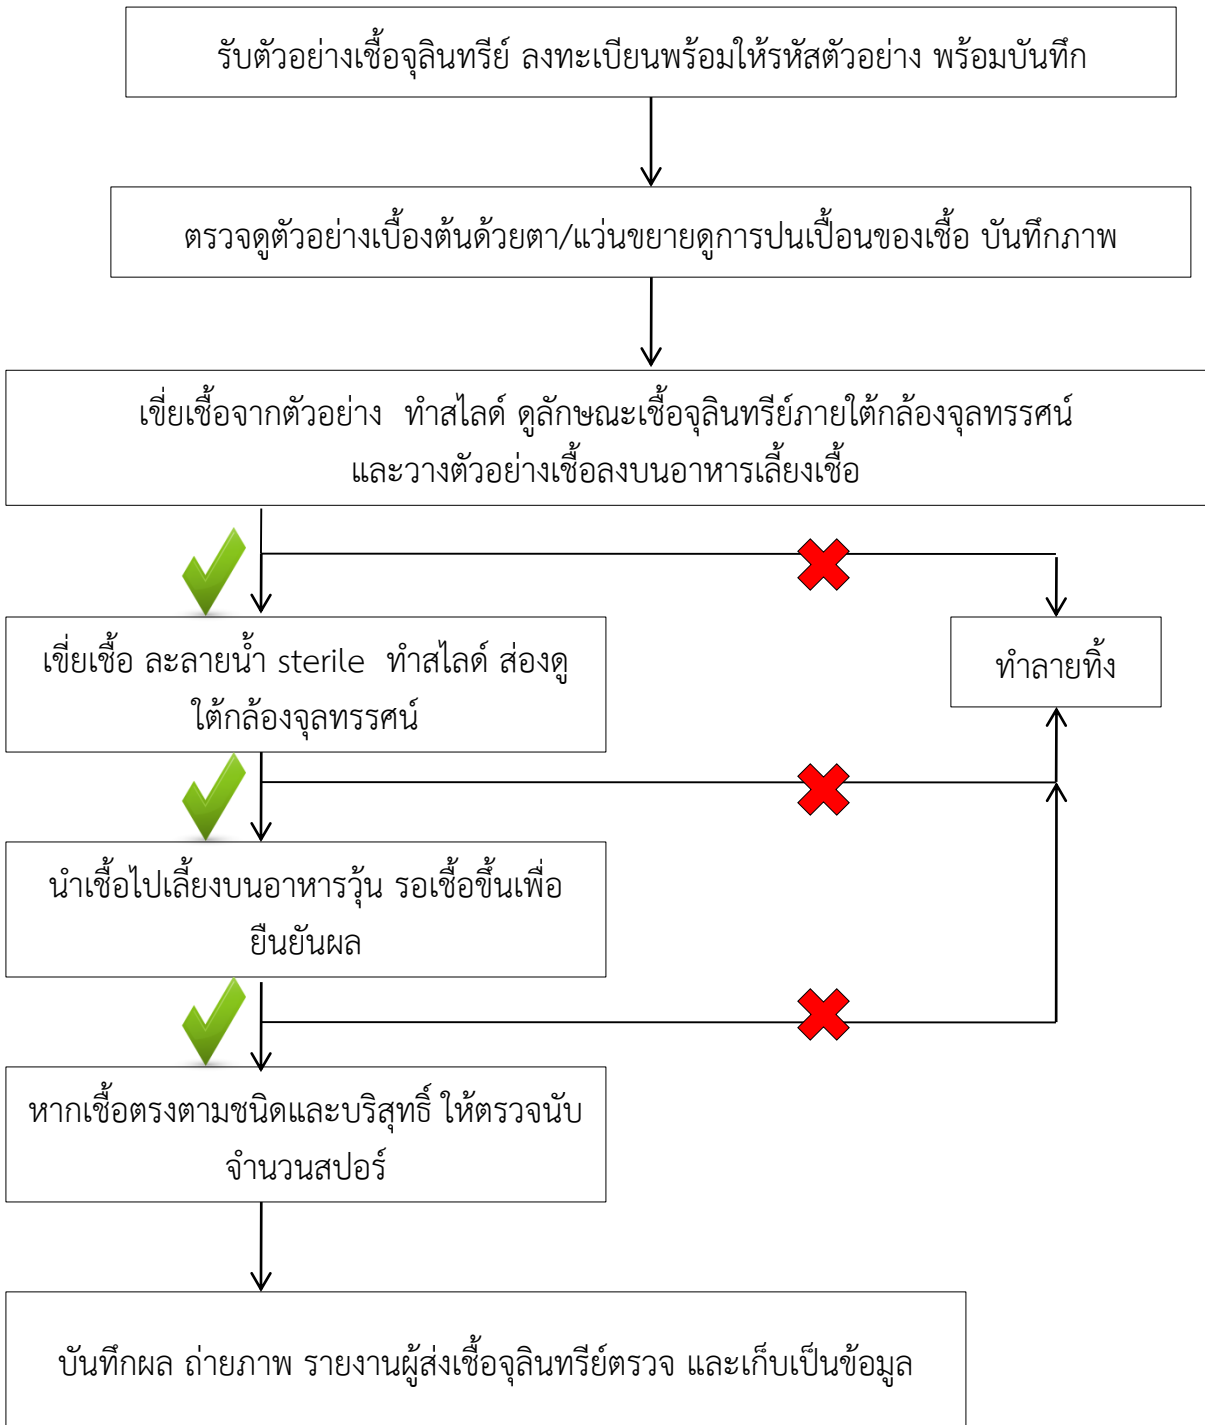 รับตัวอย่างเชื้อจุลินทรีย์ ลงทะเบียนพร้อมให้รหัสตัวอย่าง พร้อมบันทึก
ตรวจดูตัวอย่างเบื้องต้นด้วยตา/แว่นขยายดูการปนเปื้อนของเชื้อ บันทึกภาพ
เขี่ยเชื้อจากตัวอย่าง ทำสไลด์ ดูลักษณะเชื้อจุลินทรีย์ภายใต้กล้องจุลทรรศน์
และวางตัวอย่างเชื้อลงบนอาหารเลี้ยงเชื้อ
เขี่ยเชื้อ ละลายน้ำ sterile ทำสไลด์ ส่องดู
ใต้กล้องจุลทรรศน์
ทำลายทิ้ง
นำเชื้อไปเลี้ยงบนอาหารวุ้น รอเชื้อขึ้นเพื่อ
ยืนยันผล
หากเชื้อตรงตามชนิดและบริสุทธิ์ ให้ตรวจนับ
จำนวนสปอร์
บันทึกผล ถ่ายภาพ รายงานผู้ส่งเชื้อจุลินทรีย์ตรวจ และเก็บเป็นข้อมูล